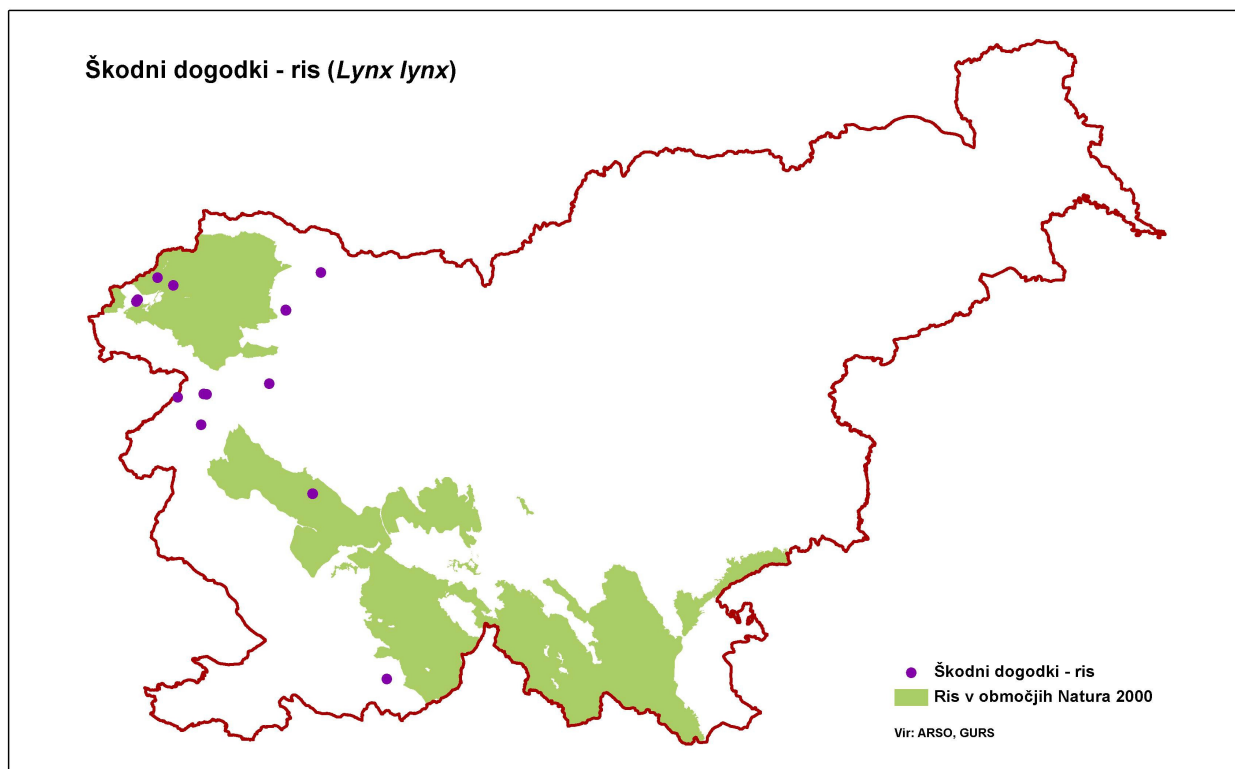 Škodni dogodki - ris (Lynx lynx)
Škodni dogodki - ris
Ris v območjih Natura 2000
Vir: ARSO, GURS